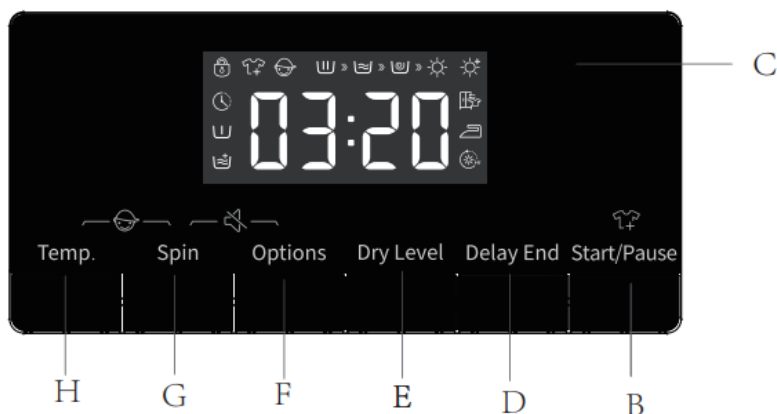 03:20
C
Temp. Spin Options Dry Level Delay End Start/Pause
H G F E D B